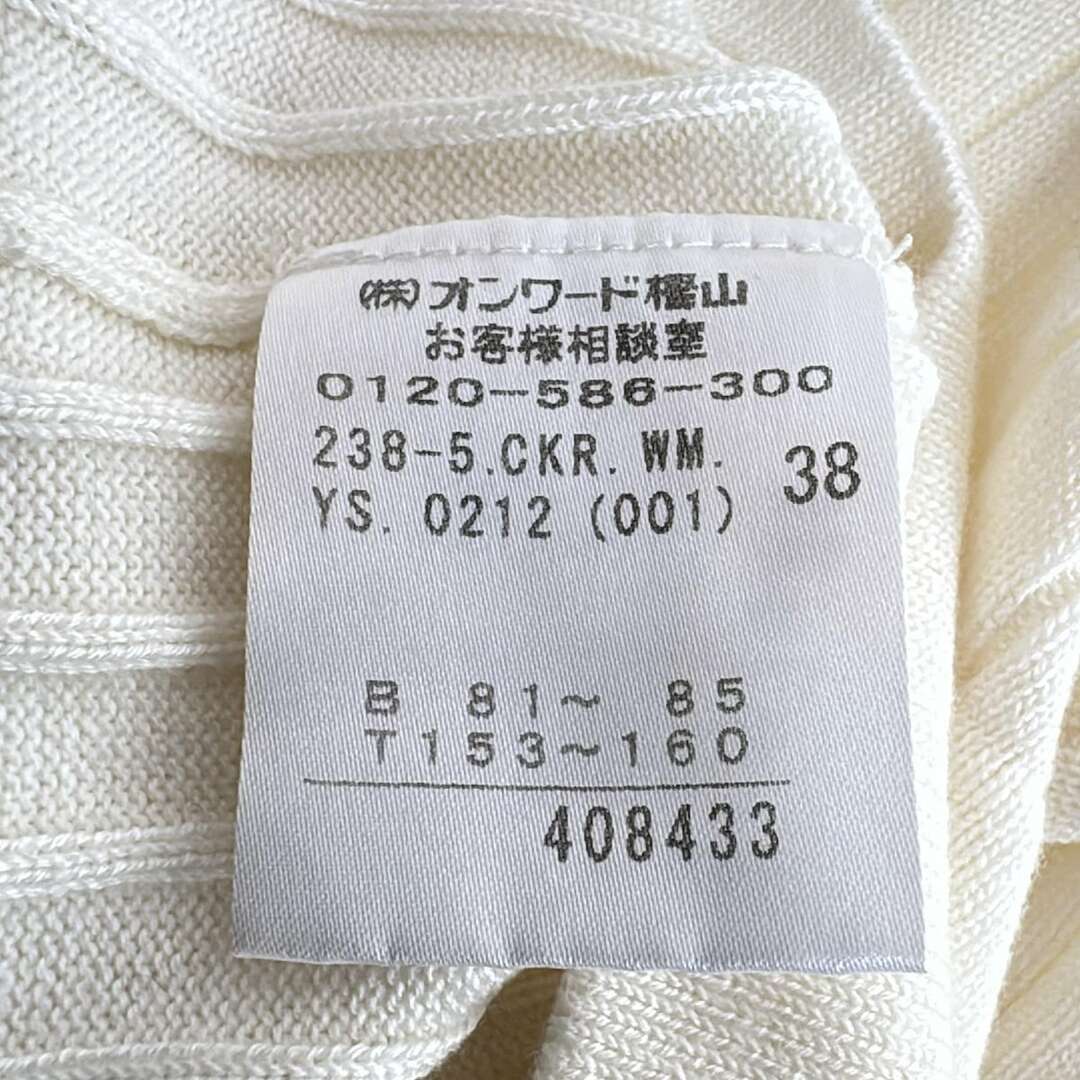 (株)オンワード樫山
お客様相談室
0120-586-300
238-5.CKR.WM.
YS.0212(001) 38
B 81~ 85
T153~160
408433